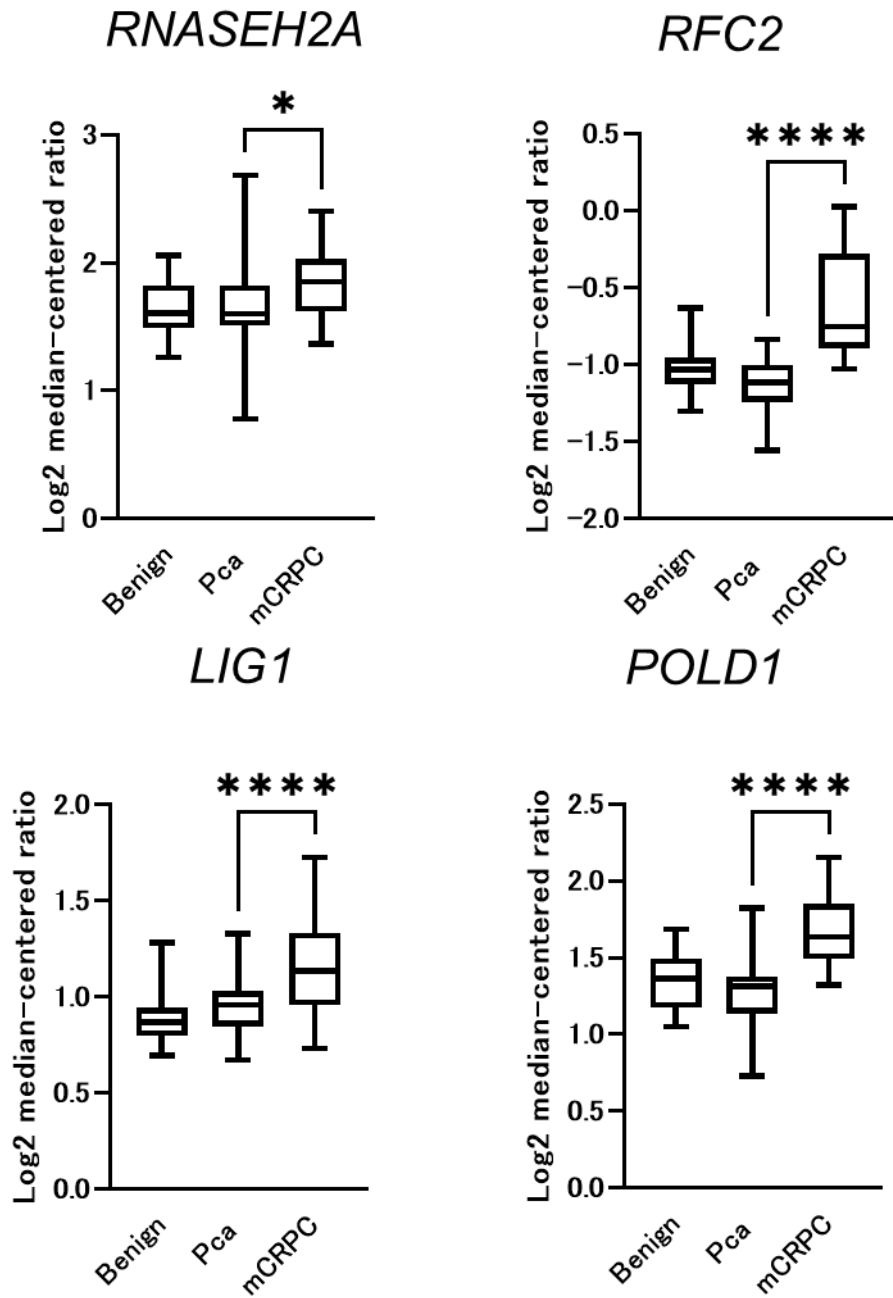 RNASEH2A
*
Log2 median-centered ratio
3
2
1
0
Benign
Pca
mCRPC
RFC2
****
Log2 median-centered ratio
0.5
0.0
-0.5
-1.0
-1.5
-2.0
Benign
Pca
mCRPC
LIG1
****
Log2 median-centered ratio
2.0
1.5
1.0
0.5
0.0
Benign
Pca
mCRPC
POLD1
****
Log2 median-centered ratio
2.5
2.0
1.5
1.0
0.5
0.0
Benign
Pca
mCRPC